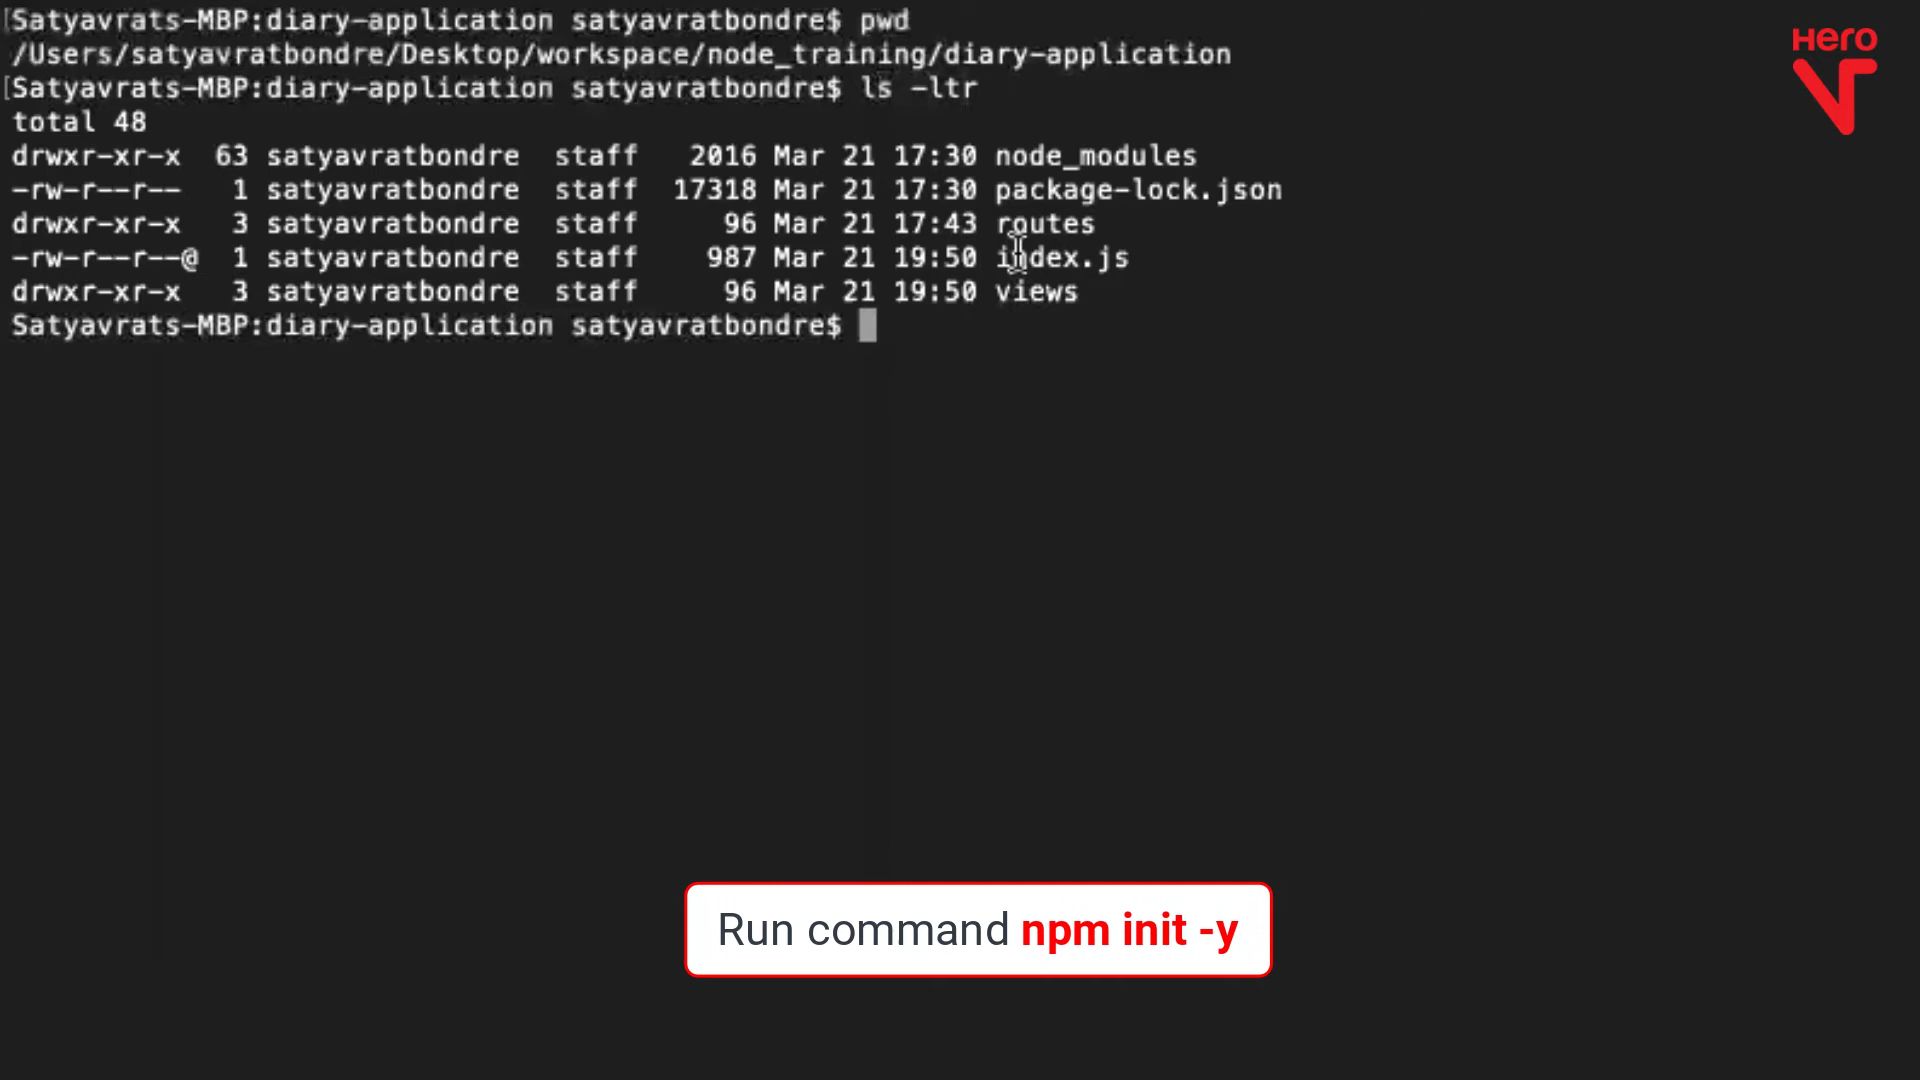 [Satyavrats-MBP:diary-application satyavratbondre$ pwd
/Users/satyavratbondre/Desktop/workspace/node_training/diary-application
[Satyavrats-MBP:diary-application satyavratbondre$ ls -ltr
total 48
drwxr-xr-x  63 satyavratbondre  staff   2016 Mar 21 17:30 node_modules
-rw-r--r--   1 satyavratbondre  staff  17318 Mar 21 17:30 package-lock.json
drwxr-xr-x   3 satyavratbondre  staff     96 Mar 21 17:43 routes
-rw-r--r--@  1 satyavratbondre  staff    987 Mar 21 19:50 index.js
drwxr-xr-x   3 satyavratbondre  staff     96 Mar 21 19:50 views
Satyavrats-MBP:diary-application satyavratbondre$
Hero
Run command npm init -y